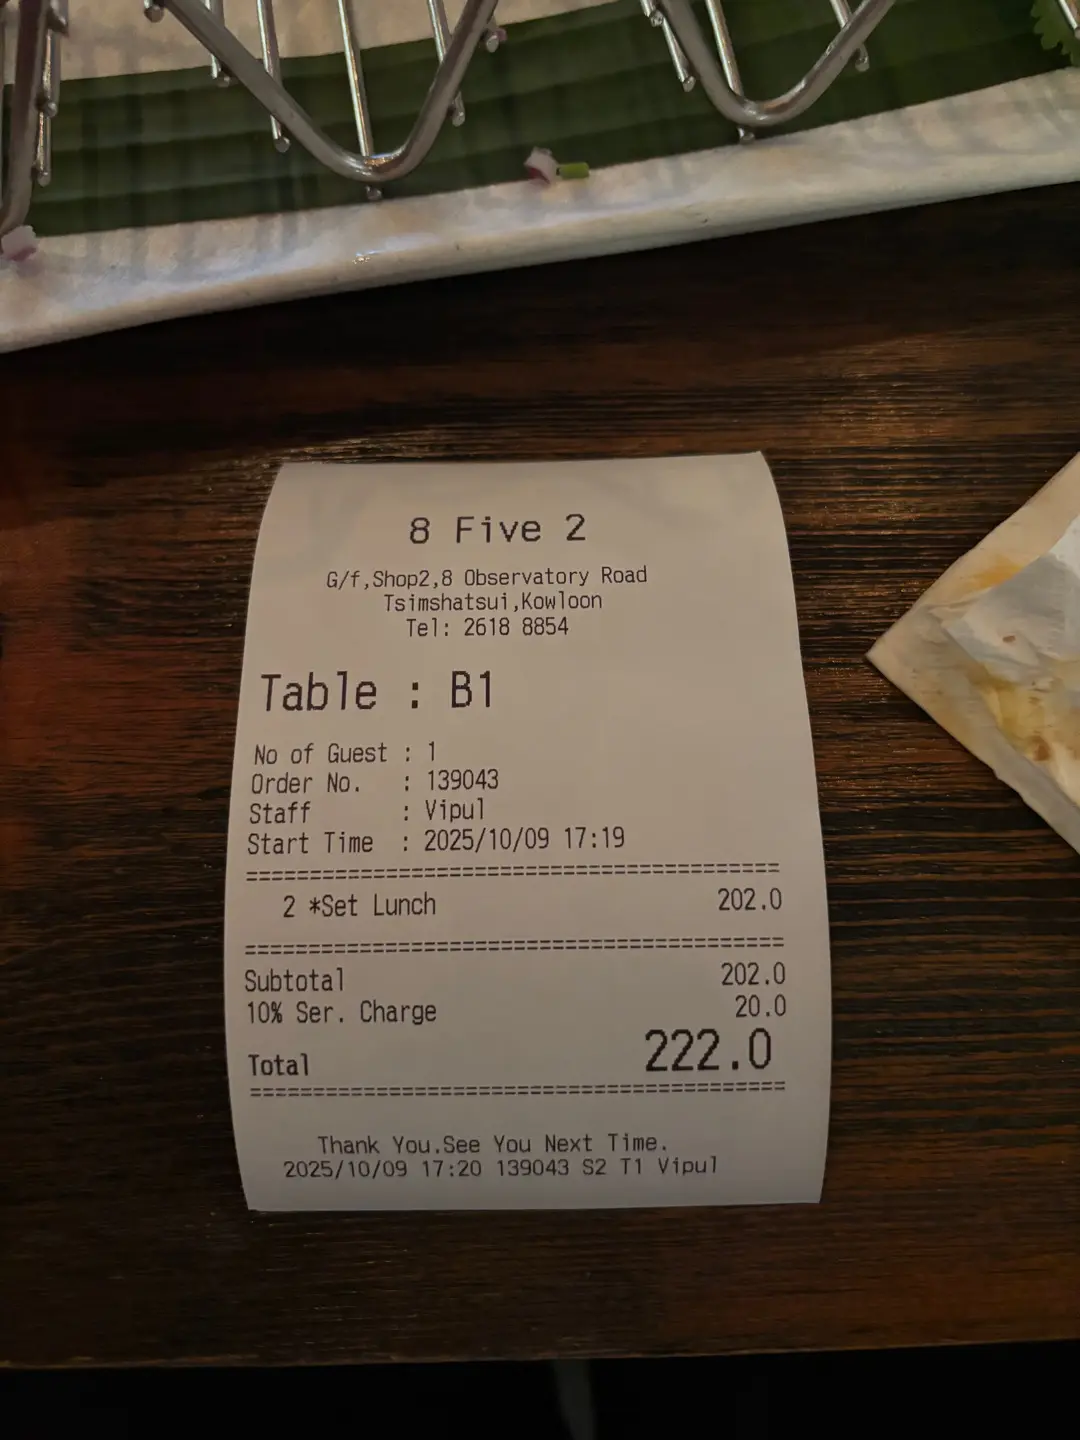 8 Five 2
G/f,Shop2,8 Observatory Road
Tsimshatsui,Kowloon
Tel: 2618 8854
Table : B1
No of Guest : 1
Order No. : 139043
Staff : Vipul
Start Time : 2025/10/09 17:19
==========================================
2 *Set Lunch 202.0
==========================================
Subtotal 202.0
10% Ser. Charge 20.0
Total 222.0
==========================================
Thank You.See You Next Time.
2025/10/09 17:20 139043 S2 T1 Vipul